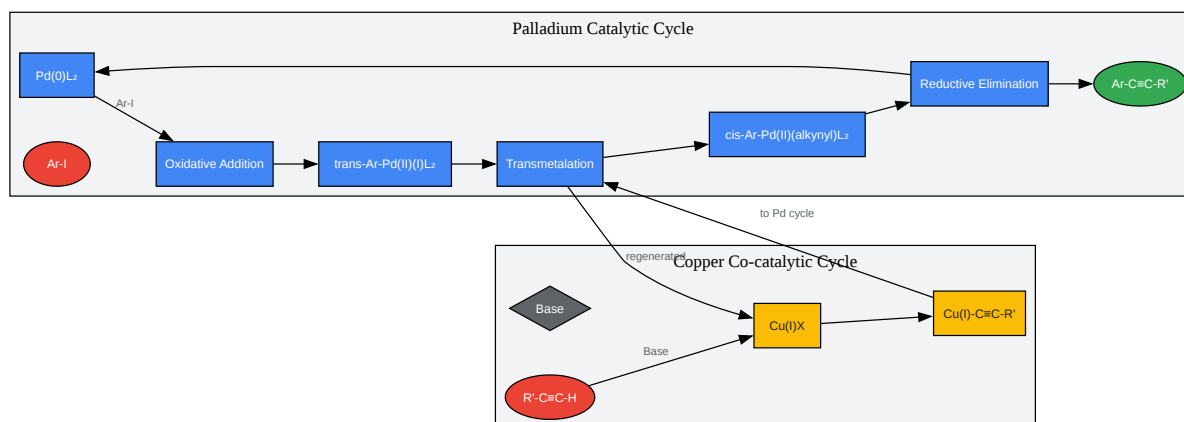 Palladium Catalytic Cycle
Pd(0)L₂
Reductive Elimination
Ar-C≡C-R'
Ar-I
cis-Ar-Pd(II)(alkynyl)L₂
Ar-I
Oxidative Addition
trans-Ar-Pd(II)(I)L₂
Transmetalation
to Pd cycle
regenerated
Copper Co-catalytic Cycle
Base
Cu(I)X
Cu(I)-C≡C-R'
Base
R'-C≡C-H